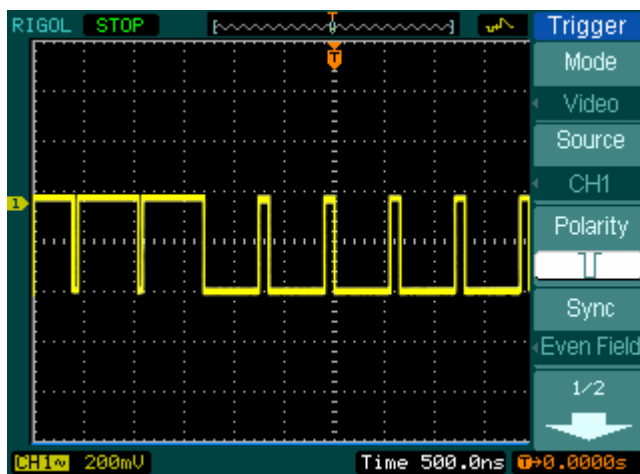 RIGOL STOP
T
Trigger
Mode
Video
Source
CH1
Polarity
Sync
Even Field
1/2
1
CH1~ 200mV Time 500.0ns T→0.0000s